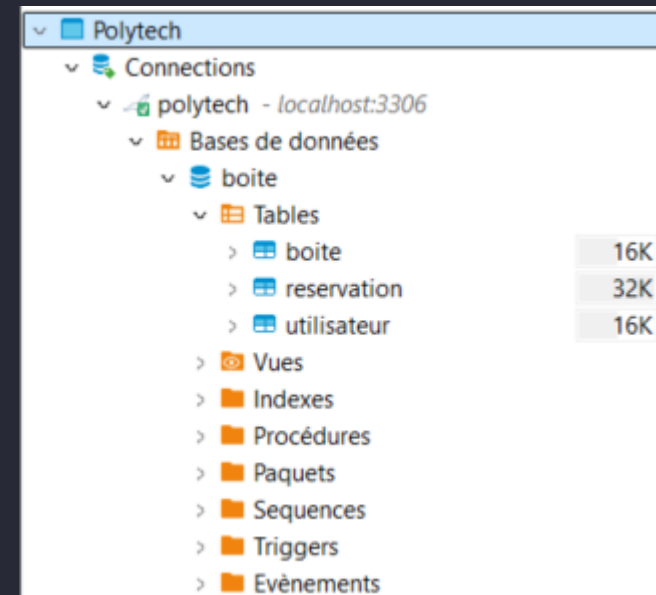 Polytech
Connections
polytech - localhost:3306
Bases de données
boite
Tables
boite 16K
reservation 32K
utilisateur 16K
Vues
Indexes
Procédures
Paquets
Sequences
Triggers
Evènements